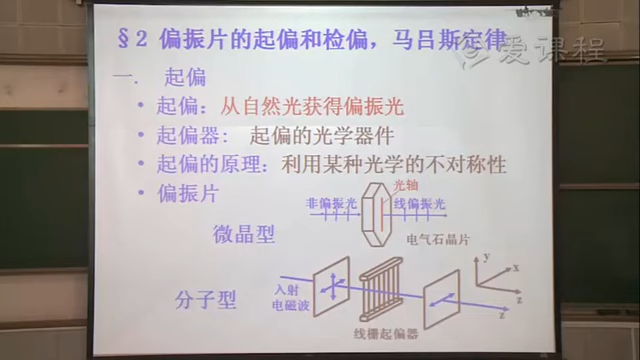 §2 偏振片的起偏和检偏，马吕斯定律
爱课程
一. 起偏
• 起偏：从自然光获得偏振光
• 起偏器： 起偏的光学器件
• 起偏的原理：利用某种光学的不对称性
• 偏振片
光轴
非偏振光
线偏振光
微晶型
电气石晶片
分子型
入射
电磁波
线栅起偏器
y
x
z
z